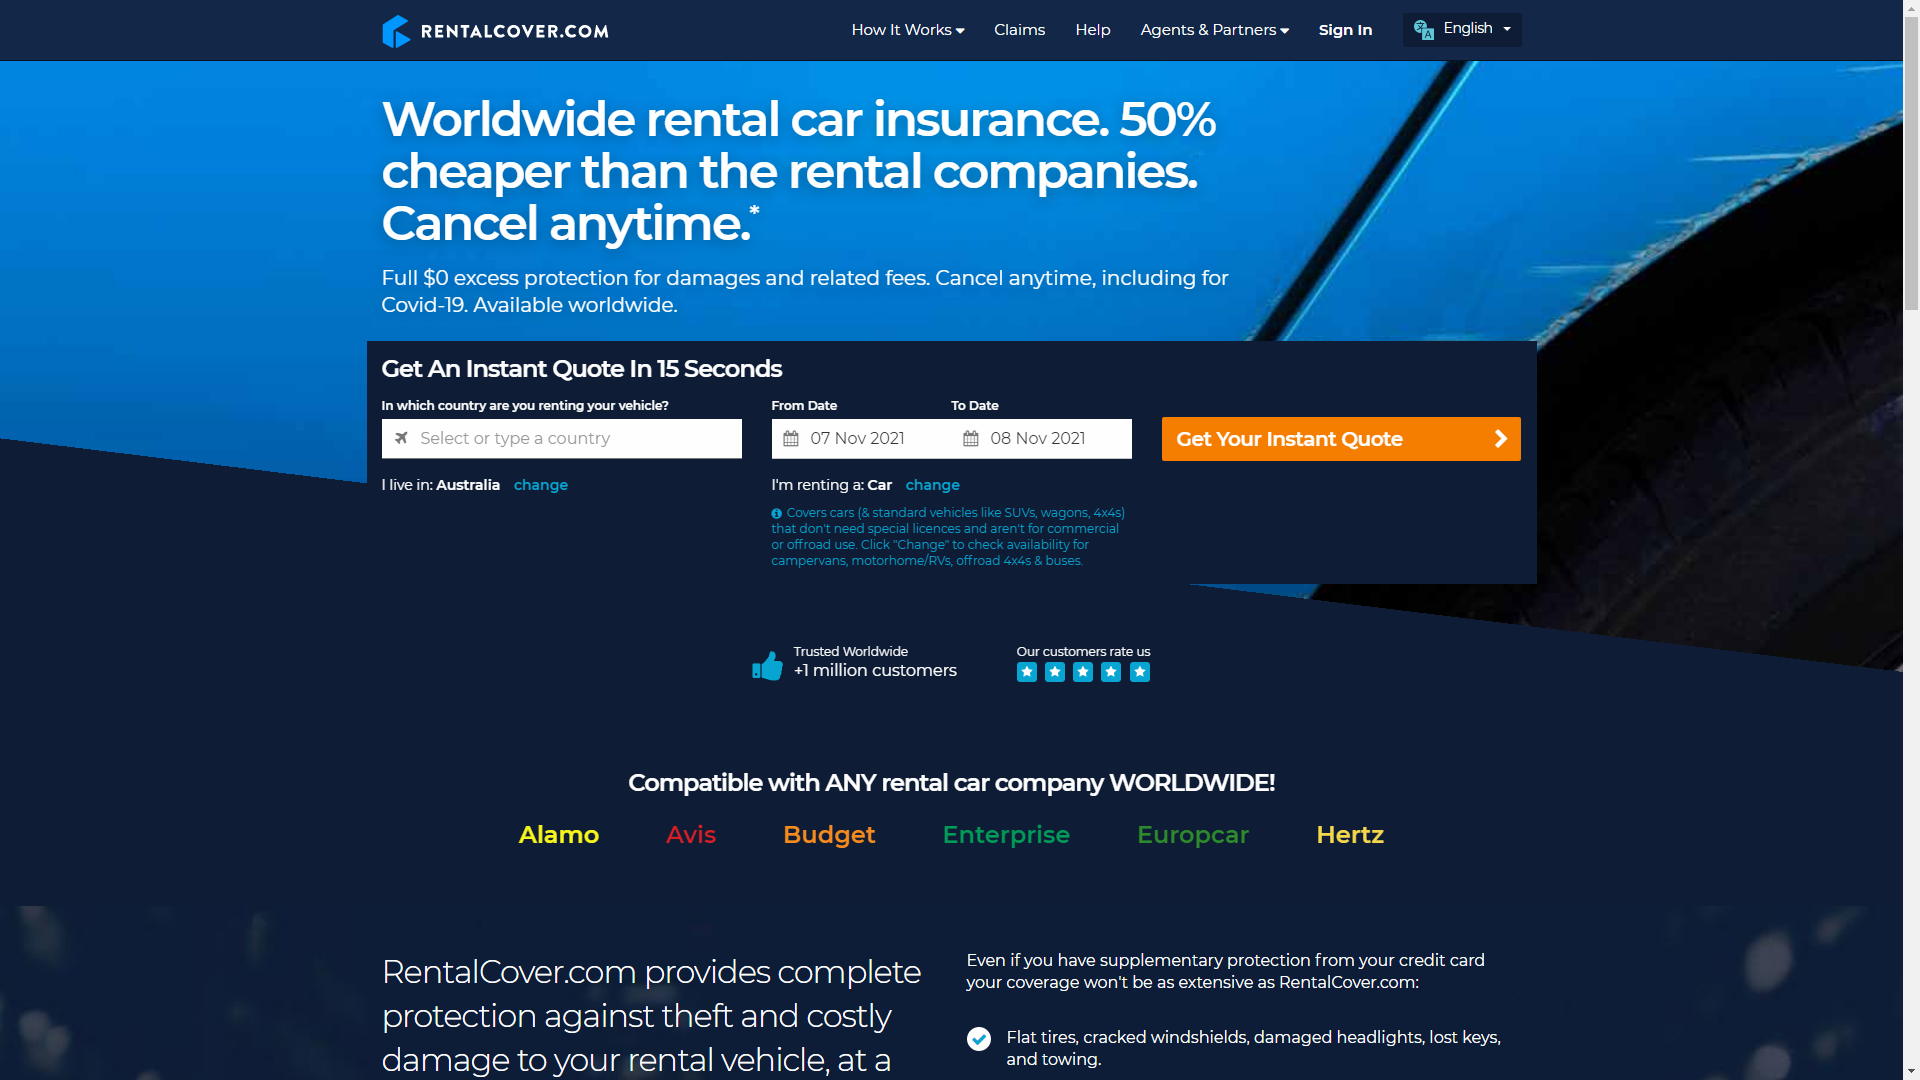 RENTALCOVER.COM
How It Works
Claims
Help
Agents & Partners
Sign In
English
Worldwide rental car insurance. 50%
cheaper than the rental companies.
Cancel anytime.*
Full $0 excess protection for damages and related fees. Cancel anytime, including for
Covid-19. Available worldwide.
Get An Instant Quote In 15 Seconds
In which country are you renting your vehicle?
Select or type a country
I live in: Australia change
From Date
To Date
07 Nov 2021
08 Nov 2021
I'm renting a: Car change
Covers cars (& standard vehicles like SUVs, wagons, 4x4s)
that don't need special licences and aren't for commercial
or offroad use. Click "Change" to check availability for
campervans, motorhome/RVs, offroad 4x4s & buses.
Get Your Instant Quote
Trusted Worldwide
+1 million customers
Our customers rate us
Compatible with ANY rental car company WORLDWIDE!
Alamo
Avis
Budget
Enterprise
Europcar
Hertz
RentalCover.com provides complete
protection against theft and costly
damage to your rental vehicle, at a
Even if you have supplementary protection from your credit card
your coverage won't be as extensive as RentalCover.com:
Flat tires, cracked windshields, damaged headlights, lost keys,
and towing.